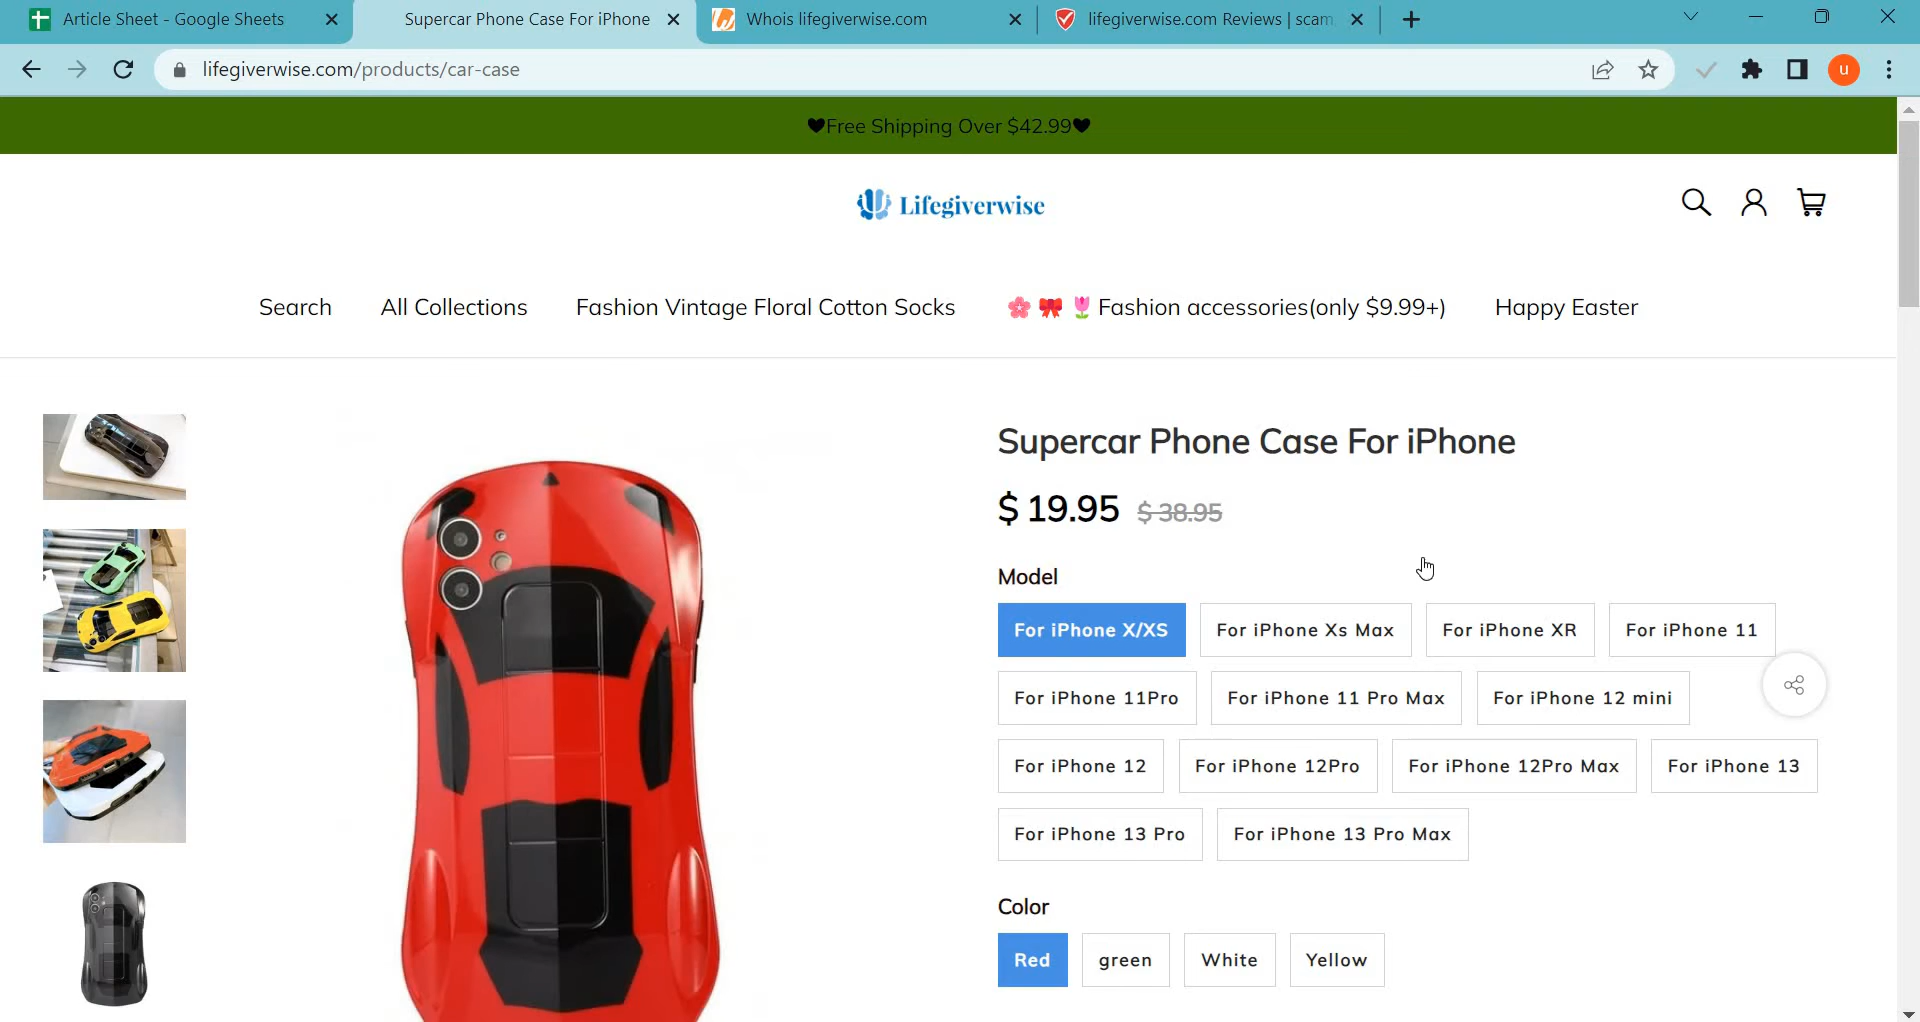 Article Sheet - Google Sheets
Supercar Phone Case For iPhone
Whois lifegiverwise.com
lifegiverwise.com Reviews | scam
lifegiverwise.com/products/car-case
u
🖤Free Shipping Over $42.99🖤
Lifegiverwise
Search
All Collections
Fashion Vintage Floral Cotton Socks
🌸🎀🌷Fashion accessories(only $9.99+)
Happy Easter
Supercar Phone Case For iPhone
$ 19.95 $ 38.95
Model
For iPhone X/XS
For iPhone Xs Max
For iPhone XR
For iPhone 11
For iPhone 11Pro
For iPhone 11 Pro Max
For iPhone 12 mini
For iPhone 12
For iPhone 12Pro
For iPhone 12Pro Max
For iPhone 13
For iPhone 13 Pro
For iPhone 13 Pro Max
Color
Red
green
White
Yellow